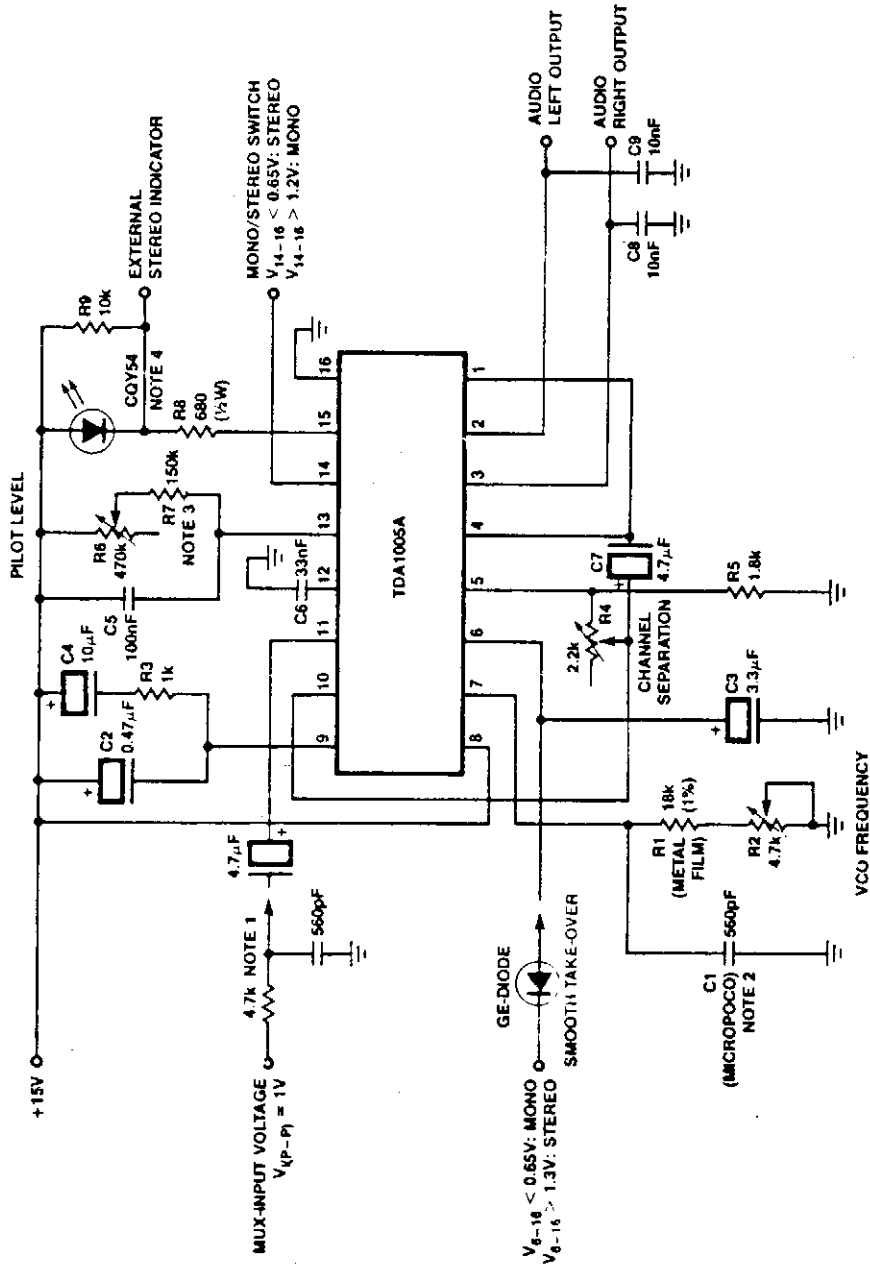 +15V
MUX-INPUT VOLTAGE
VI(P-P) = 1V
4.7k NOTE 1
560pF
4.7µF
+
+
C2
0.47µF
+
C4
10µF
R3
1k
PILOT LEVEL
C5
100nF
R6
470k
R7
150k
NOTE 3
CQY54
NOTE 4
R8
680
(½W)
R9
10k
EXTERNAL
STEREO INDICATOR
MONO/STEREO SWITCH
V14-16 < 0.65V: STEREO
V14-16 > 1.2V: MONO
C6
33nF
9
10
11
12
13
14
15
16
TDA1005A
8
7
6
5
4
3
2
1
AUDIO
LEFT OUTPUT
AUDIO
RIGHT OUTPUT
C8
10nF
C9
10nF
C7
+
4.7µF
R4
2.2k
CHANNEL
SEPARATION
R5
1.8k
+
C3
3.3µF
GE-DIODE
SMOOTH TAKE-OVER
V6-16 < 0.65V: MONO
V6-16 > 1.3V: STEREO
R1
(METAL
FILM)
18k
(1%)
R2
4.7k
C1
(MICROPOCO)
NOTE 2
560pF
VCO FREQUENCY